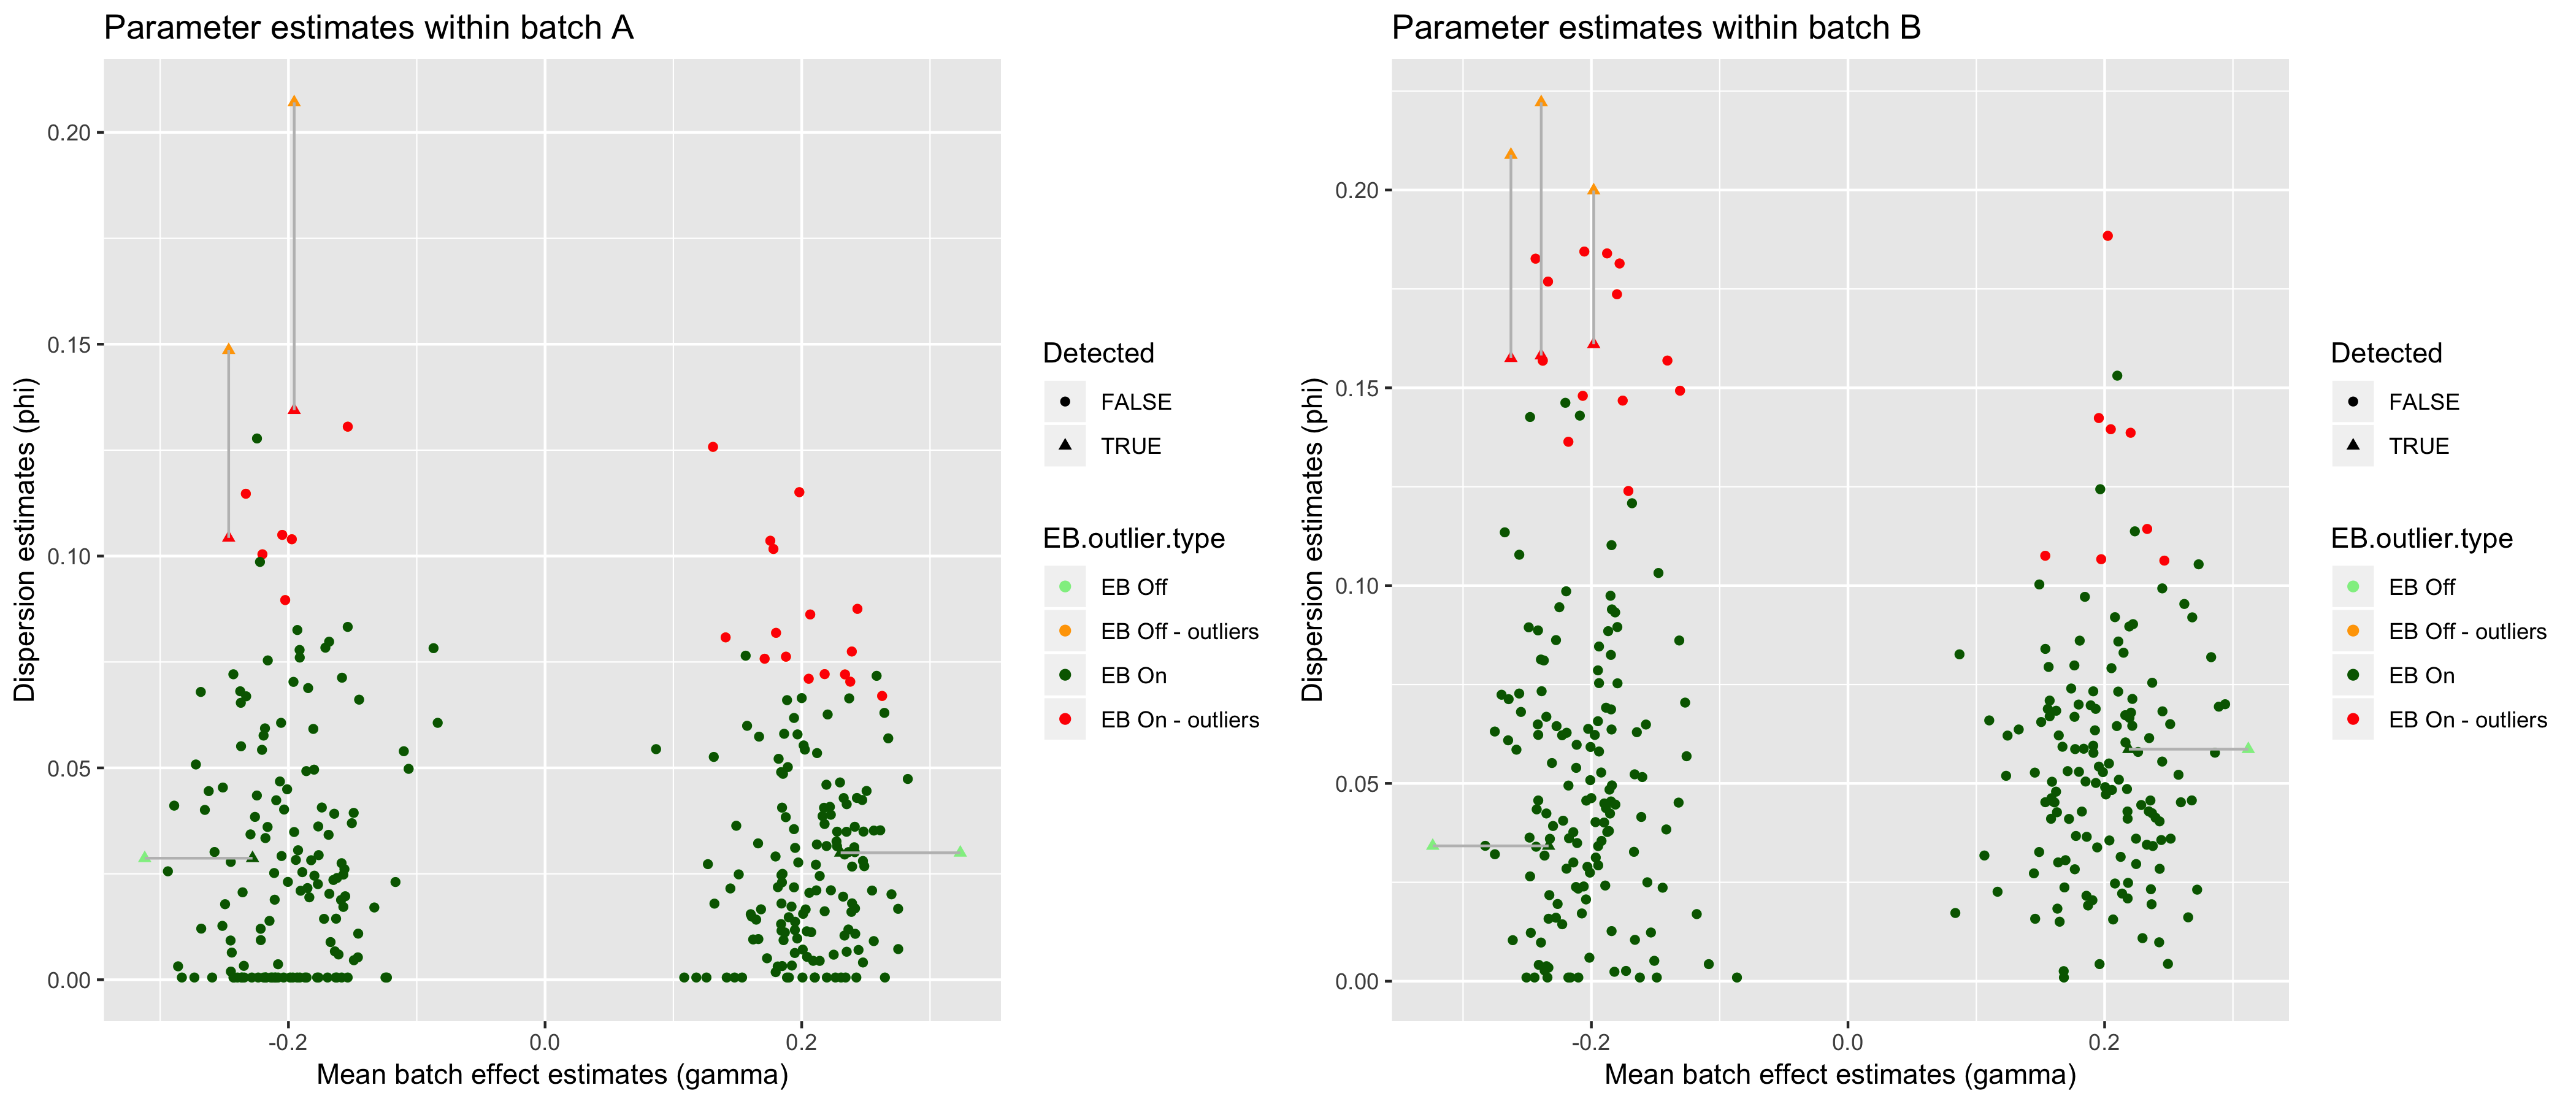 Parameter estimates within batch A
Dispersion estimates (phi)
0.20
0.15
0.10
0.05
0.00
-0.2
0.0
0.2
Mean batch effect estimates (gamma)
Detected
FALSE
TRUE
EB.outlier.type
EB Off
EB Off - outliers
EB On
EB On - outliers
Parameter estimates within batch B
Dispersion estimates (phi)
0.20
0.15
0.10
0.05
0.00
-0.2
0.0
0.2
Mean batch effect estimates (gamma)
Detected
FALSE
TRUE
EB.outlier.type
EB Off
EB Off - outliers
EB On
EB On - outliers